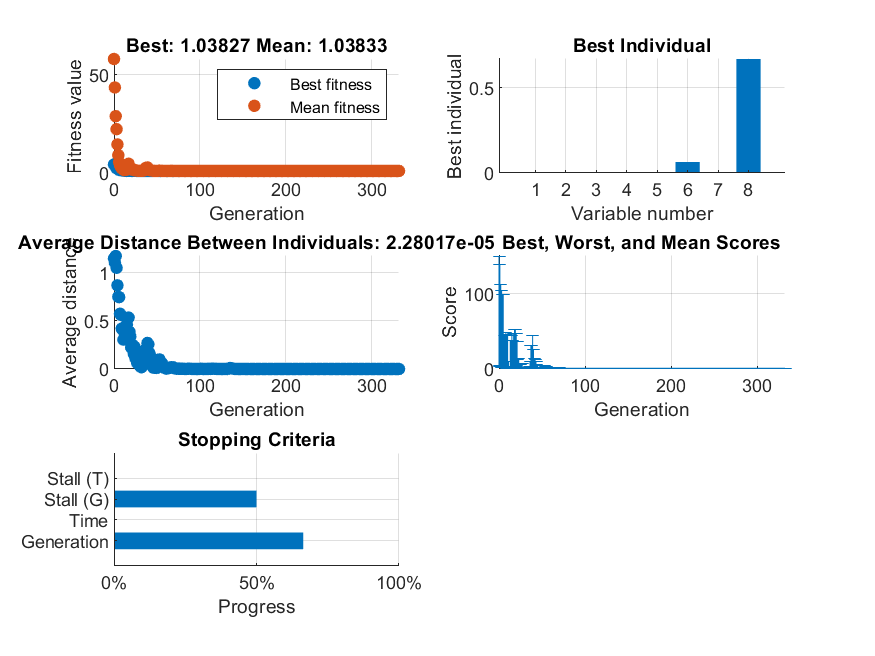 Best: 1.03827 Mean: 1.03833
Fitness value
50
0
Best fitness
Mean fitness
0
100
200
300
Generation
Best Individual
Best individual
0.5
0
1 2 3 4 5 6 7 8
Variable number
Average Distance Between Individuals: 2.28017e-05
Average distance
1
0.5
0
0
100
200
300
Generation
Best, Worst, and Mean Scores
Score
100
0
0
100
200
300
Generation
Stopping Criteria
Stall (T)
Stall (G)
Time
Generation
0%
50%
100%
Progress